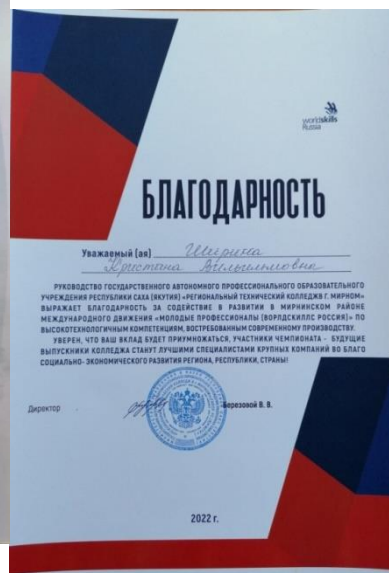 worldskills
Russia
БЛАГОДАРНОСТЬ
Уважаемый (ая)
Кристина Вильгельмовна
РУКОВОДСТВО ГОСУДАРСТВЕННОГО АВТОНОМНОГО ПРОФЕССИОНАЛЬНОГО ОБРАЗОВАТЕЛЬНОГО
УЧРЕЖДЕНИЯ РЕСПУБЛИКИ САХА (ЯКУТИЯ) «РЕГИОНАЛЬНЫЙ ТЕХНИЧЕСКИЙ КОЛЛЕДЖ В Г. МИРНОМ»
ВЫРАЖАЕТ БЛАГОДАРНОСТЬ ЗА СОДЕЙСТВИЕ В РАЗВИТИИ В МИРНИНСКОМ РАЙОНЕ
МЕЖДУНАРОДНОГО ДВИЖЕНИЯ «МОЛОДЫЕ ПРОФЕССИОНАЛЫ (ВОРЛДСКИЛЛС РОССИЯ)» ПО
ВЫСОКОТЕХНОЛОГИЧНЫМ КОМПЕТЕНЦИЯМ, ВОСТРЕБОВАННЫМ СОВРЕМЕННОМУ ПРОИЗВОДСТВУ.
УВЕРЕН, ЧТО ВАШ ВКЛАД БУДЕТ ПРИУМНОЖАТЬСЯ, УЧАСТНИКИ ЧЕМПИОНАТА - БУДУЩИЕ
ВЫПУСКНИКИ КОЛЛЕДЖА СТАНУТ ЛУЧШИМИ СПЕЦИАЛИСТАМИ КРУПНЫХ КОМПАНИЙ ВО БЛАГО
СОЦИАЛЬНО- ЭКОНОМИЧЕСКОГО РАЗВИТИЯ РЕГИОНА, РЕСПУБЛИКИ, СТРАНЫ!
Директор
Березовой В. В.
2022 г.